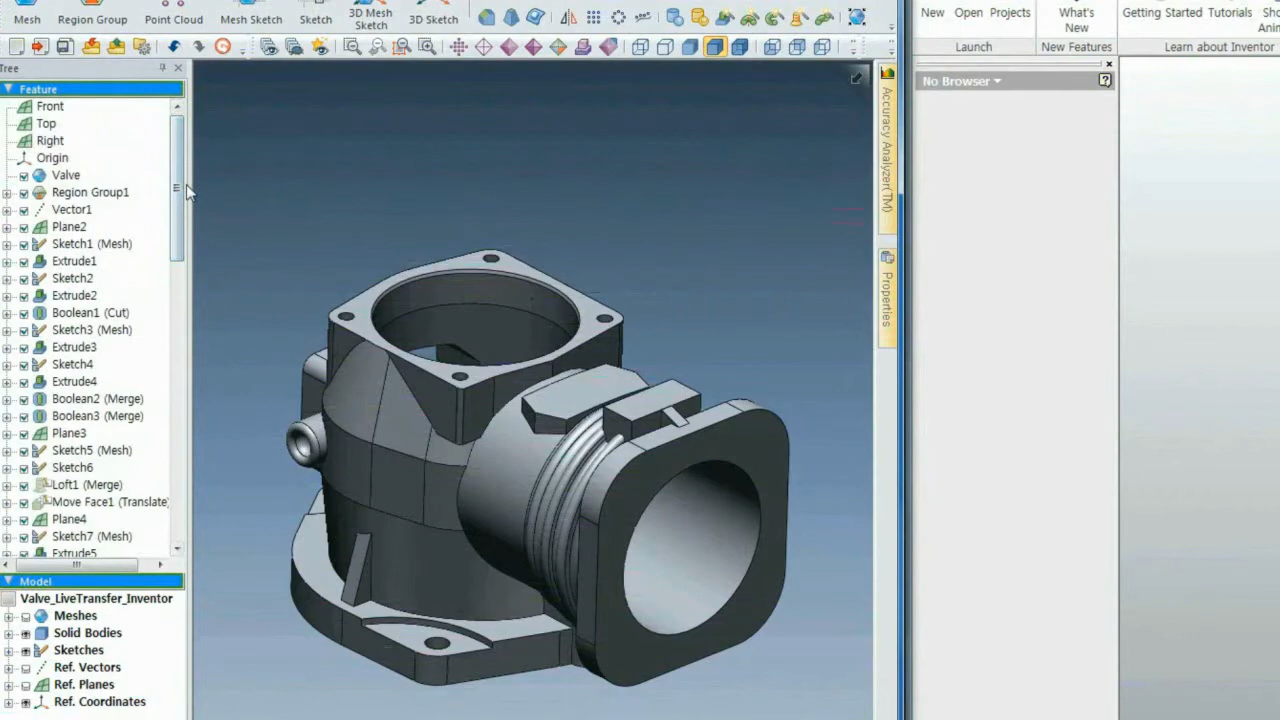 Mesh
Region Group
Point Cloud
Mesh Sketch
Sketch
3D Mesh
Sketch
3D Sketch
Tree
Feature
Front
Top
Right
Origin
Valve
Region Group1
Vector1
Plane2
Sketch1 (Mesh)
Extrude1
Sketch2
Extrude2
Boolean1 (Cut)
Sketch3 (Mesh)
Extrude3
Sketch4
Extrude4
Boolean2 (Merge)
Boolean3 (Merge)
Plane3
Sketch5 (Mesh)
Sketch6
Loft1 (Merge)
Move Face1 (Translate)
Plane4
Sketch7 (Mesh)
Extrude5
Model
Valve_LiveTransfer_Inventor
Meshes
Solid Bodies
Sketches
Ref. Vectors
Ref. Planes
Ref. Coordinates
Accuracy Analyzer(TM)
Properties
New
Open
Projects
What's
New
Getting Started
Tutorials
Launch
New Features
Learn about Inventor
No Browser